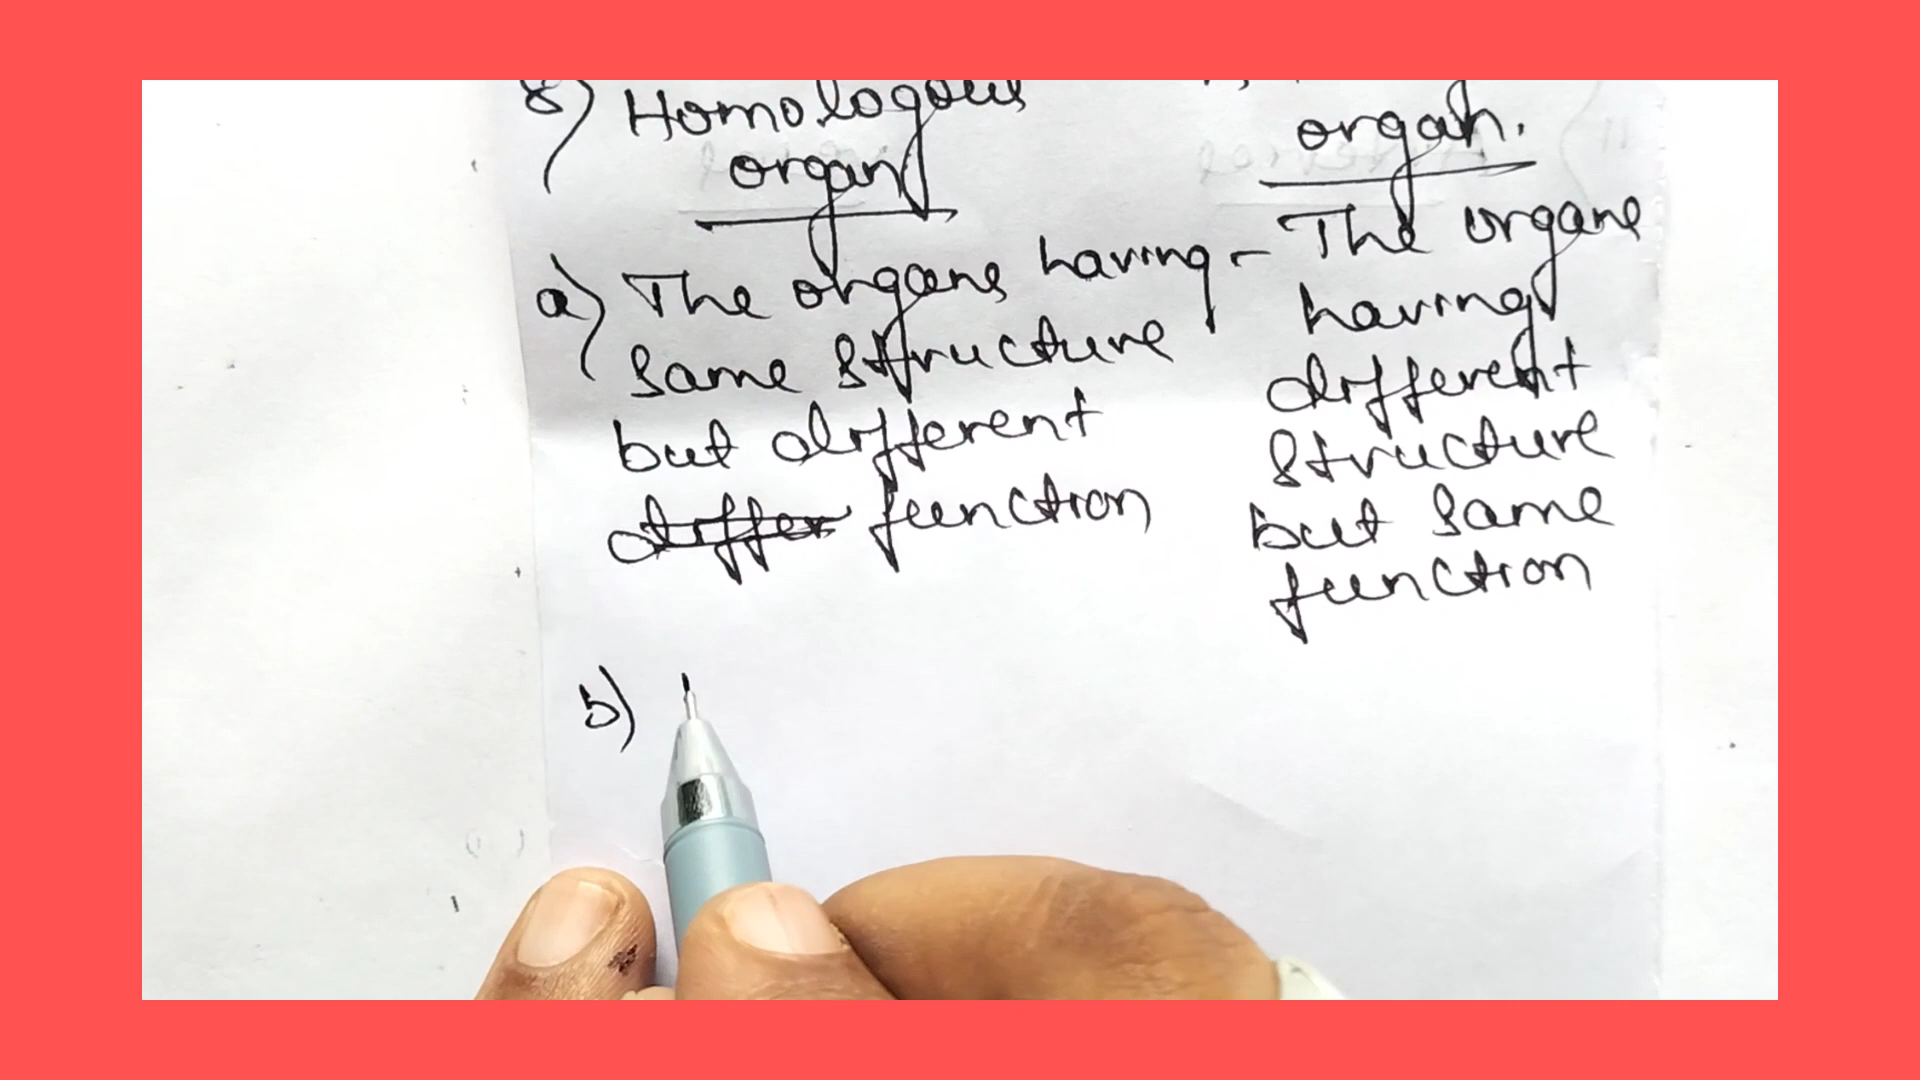 8) Homologous
organ
a) The organs having
same structure
but different
differ function
b)
organ.
- The organs
having
different
structure
but same
function